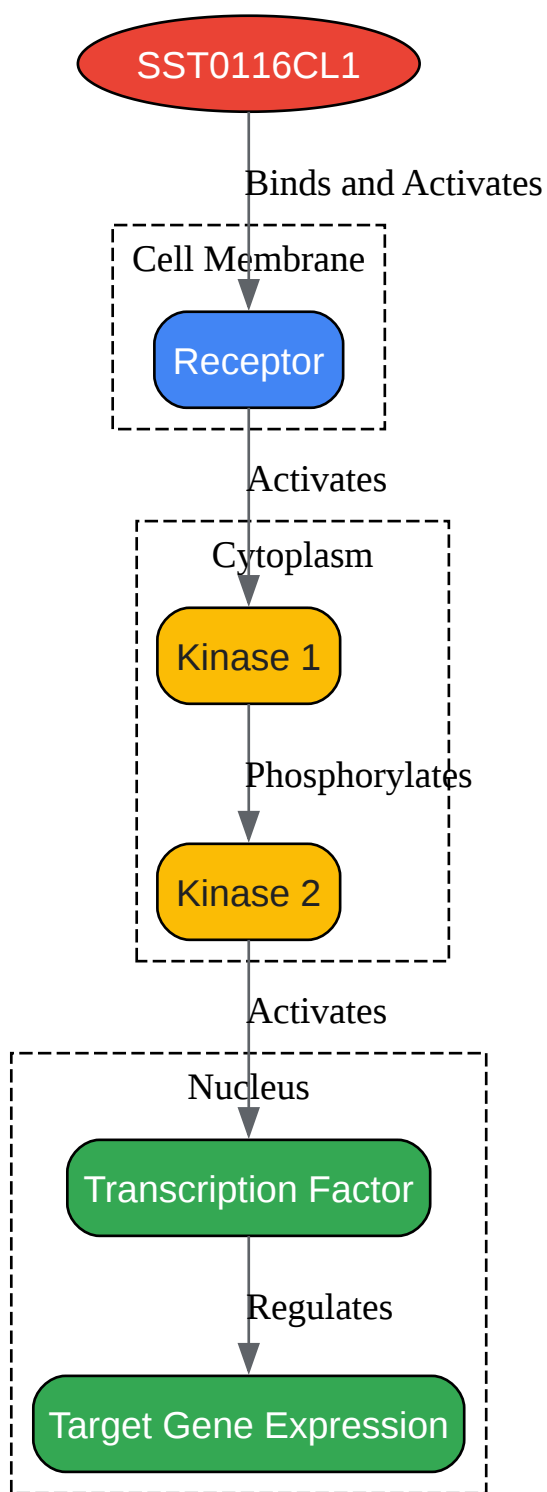 SST0116CL1
Binds and Activates
Cell Membrane
Receptor
Activates
Cytoplasm
Kinase 1
Phosphorylates
Kinase 2
Activates
Nucleus
Transcription Factor
Regulates
Target Gene Expression